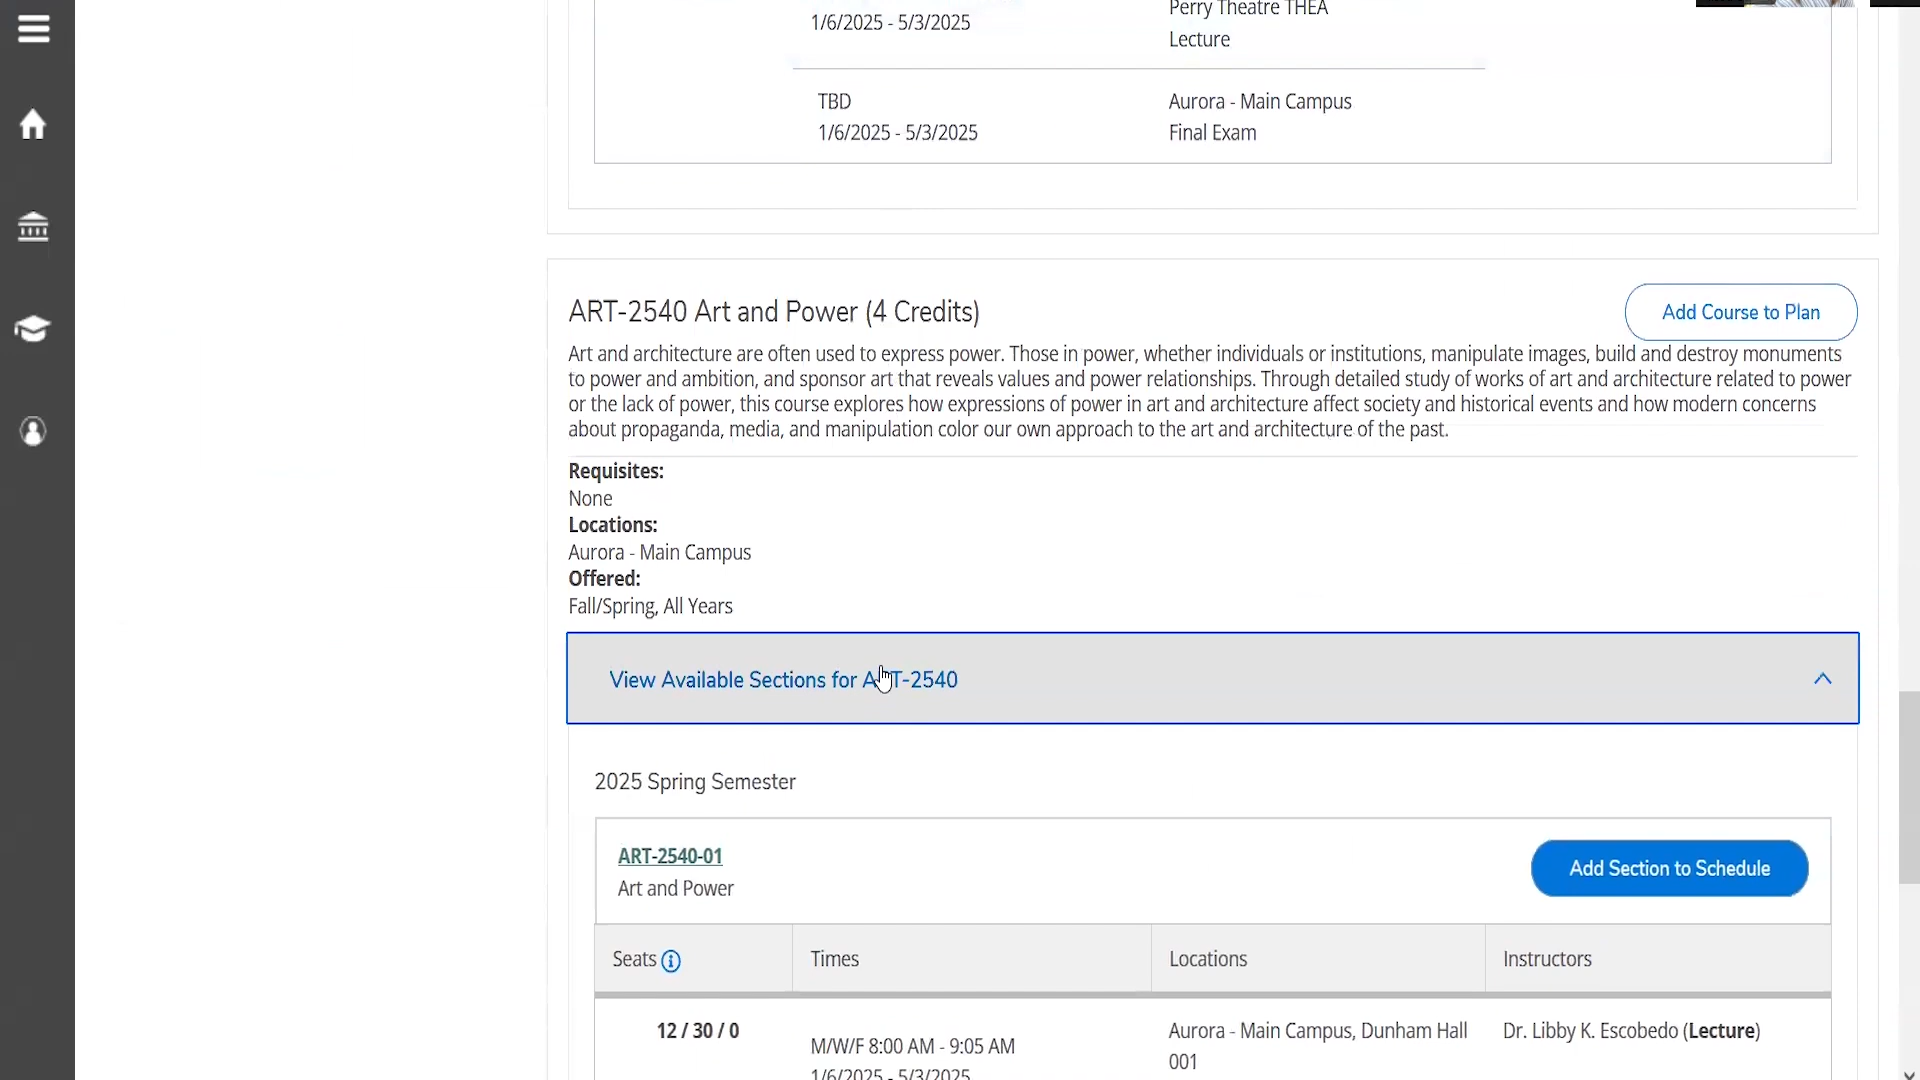 Perry Theatre THEA
1/6/2025 - 5/3/2025
Lecture
TBD
Aurora - Main Campus
1/6/2025 - 5/3/2025
Final Exam
ART-2540 Art and Power (4 Credits)
Add Course to Plan
Art and architecture are often used to express power. Those in power, whether individuals or institutions, manipulate images, build and destroy monuments
to power and ambition, and sponsor art that reveals values and power relationships. Through detailed study of works of art and architecture related to power
or the lack of power, this course explores how expressions of power in art and architecture affect society and historical events and how modern concerns
about propaganda, media, and manipulation color our own approach to the art and architecture of the past.
Requisites:
None
Locations:
Aurora - Main Campus
Offered:
Fall/Spring, All Years
View Available Sections for ART-2540
2025 Spring Semester
ART-2540-01
Art and Power
Add Section to Schedule
Seats
Times
Locations
Instructors
12 / 30 / 0
M/W/F 8:00 AM - 9:05 AM
1/6/2025 - 5/3/2025
Aurora - Main Campus, Dunham Hall
001
Dr. Libby K. Escobedo (Lecture)